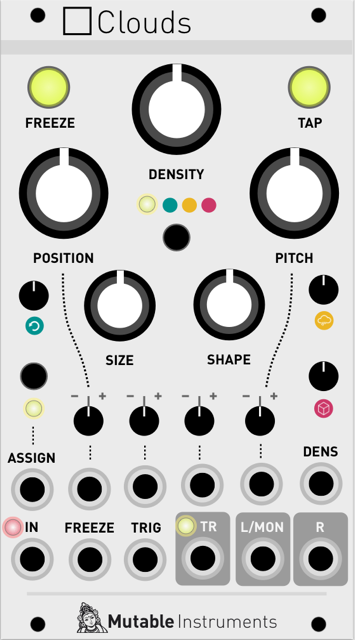 Clouds
FREEZE
TAP
DENSITY
POSITION
PITCH
SIZE
SHAPE
- + - + - + - +
ASSIGN
DENS
IN FREEZE TRIG TR L/MON R
Mutable Instruments